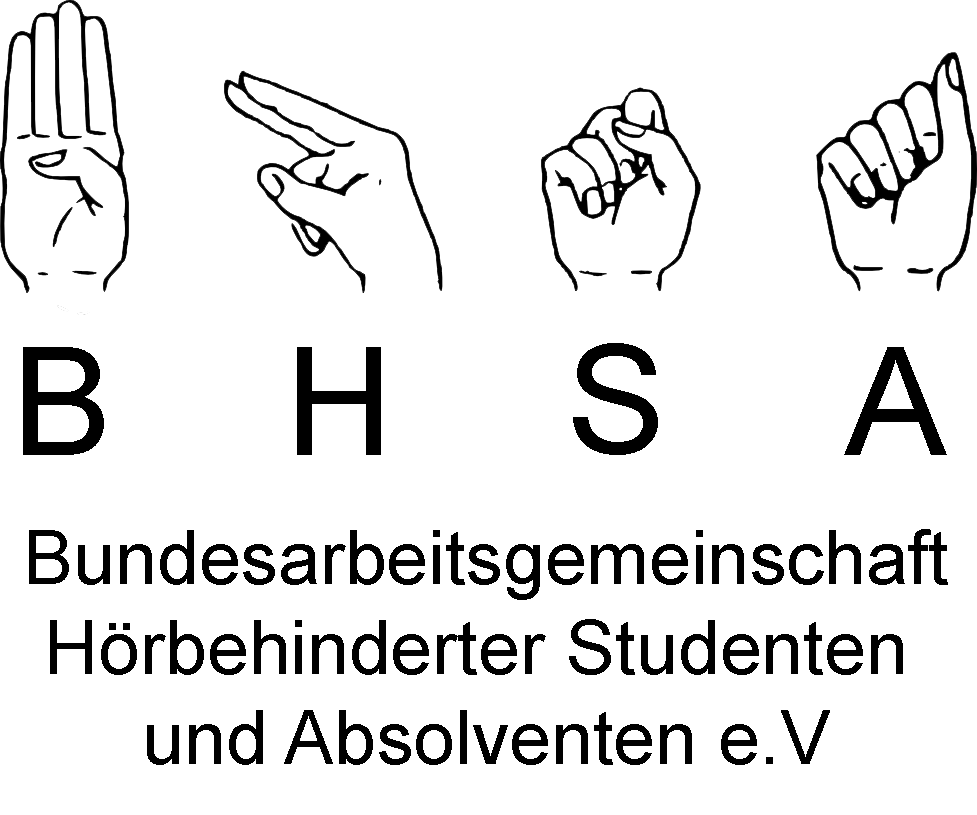 B H S A
Bundesarbeitsgemeinschaft
Hörbehinderter Studenten
und Absolventen e.V